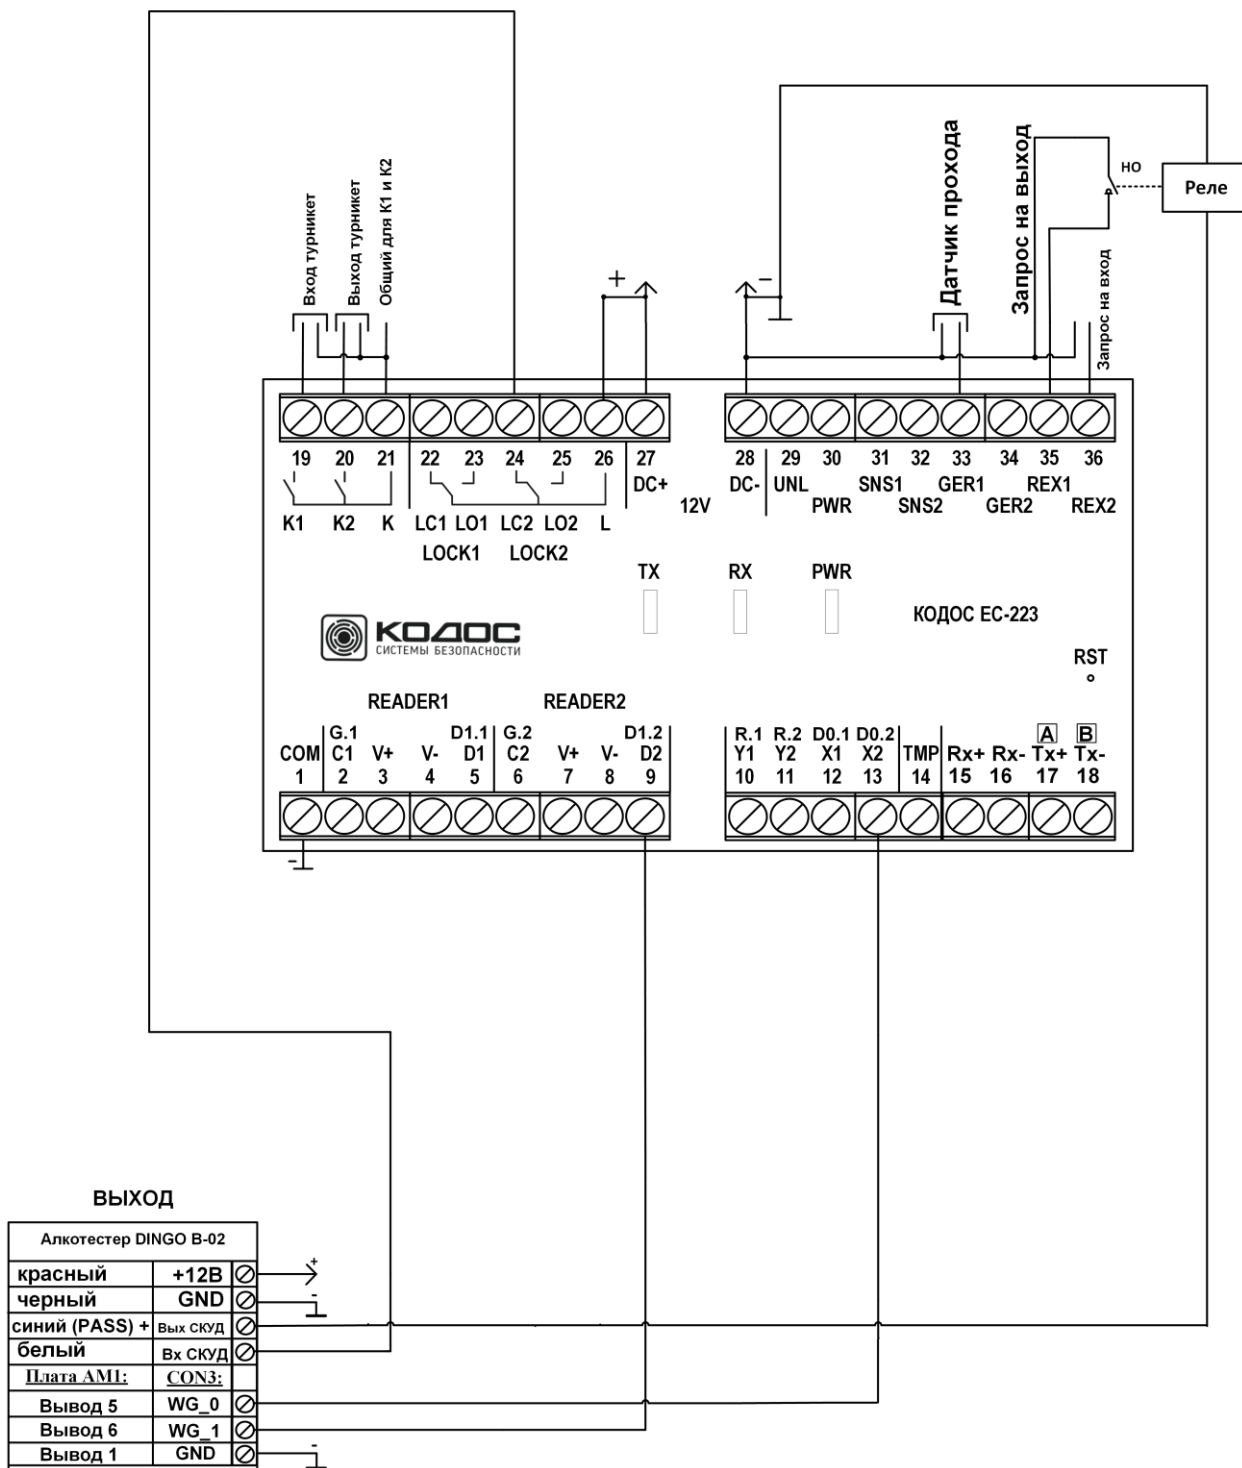 Вход турникет
Выход турникет
Общий для К1 и К2
+
-
Датчик прохода
Запрос на выход
НО
Реле
Запрос на вход
19 20 21 22 23 24 25 26 27 28 29 30 31 32 33 34 35 36
DC+ 12V DC- UNL PWR SNS1 SNS2 GER1 GER2 REX1 REX2
K1 K2 K LC1 LO1 LC2 LO2 L
LOCK1 LOCK2
TX RX PWR
КОДОС ЕС-223
КОДОС
СИСТЕМЫ БЕЗОПАСНОСТИ
RST
READER1 READER2
G.1 D1.1 G.2 D1.2 R.1 R.2 D0.1 D0.2 A B
COM C1 V+ V- D1 C2 V+ V- D2 Y1 Y2 X1 X2 TMP Rx+ Rx- Tx+ Tx-
1 2 3 4 5 6 7 8 9 10 11 12 13 14 15 16 17 18
-
ВЫХОД
Алкотестер DINGO B-02
красный +12В +
черный GND -
синий (PASS) + Вых СКУД
белый Вх СКУД
Плата АМ1: CON3:
Вывод 5 WG_0
Вывод 6 WG_1
Вывод 1 GND -